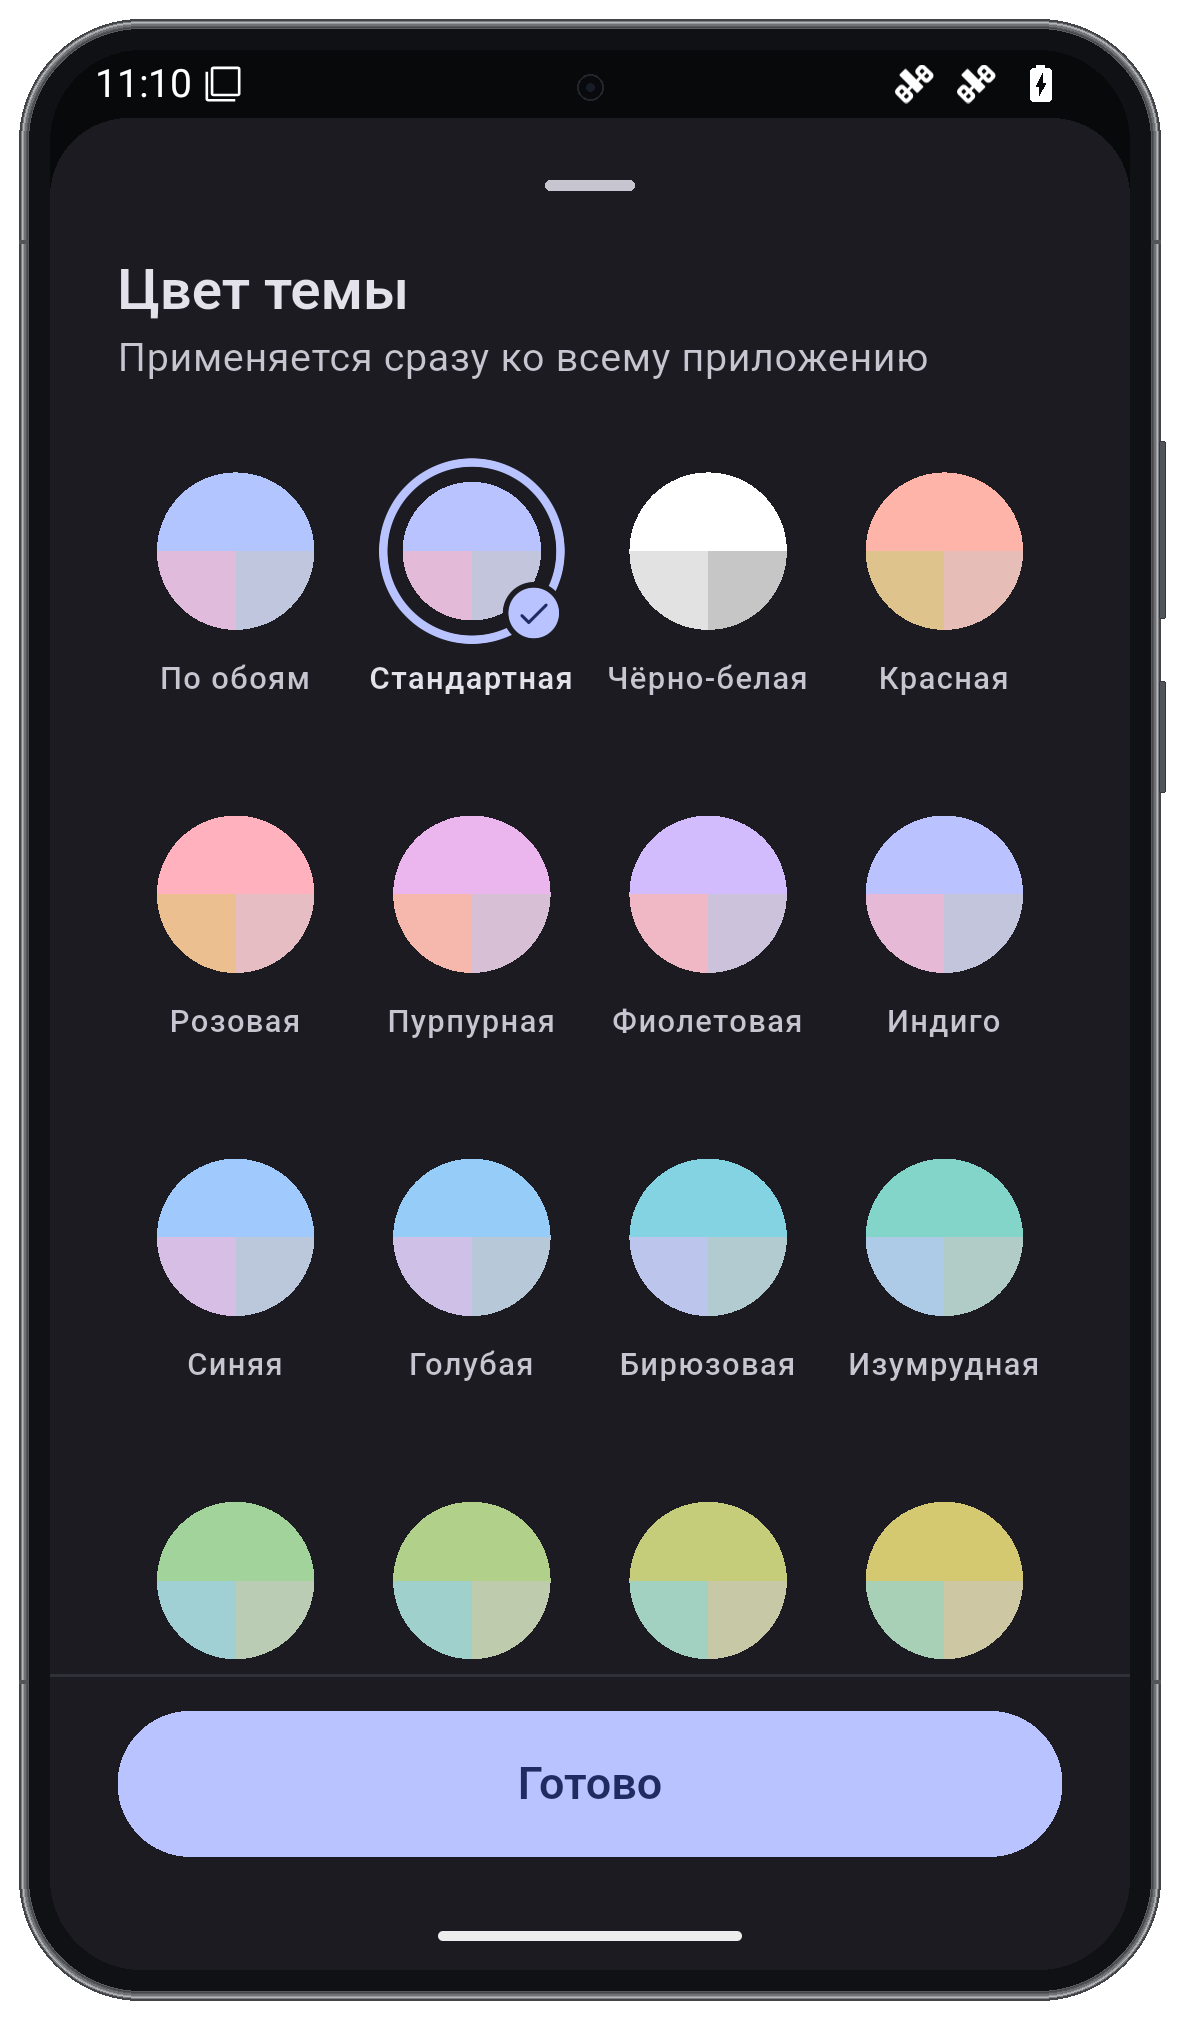 11:10
Цвет темы
Применяется сразу ко всему приложению
По обоям
Стандартная
Чёрно-белая
Красная
Розовая
Пурпурная
Фиолетовая
Индиго
Синяя
Голубая
Бирюзовая
Изумрудная
Готово